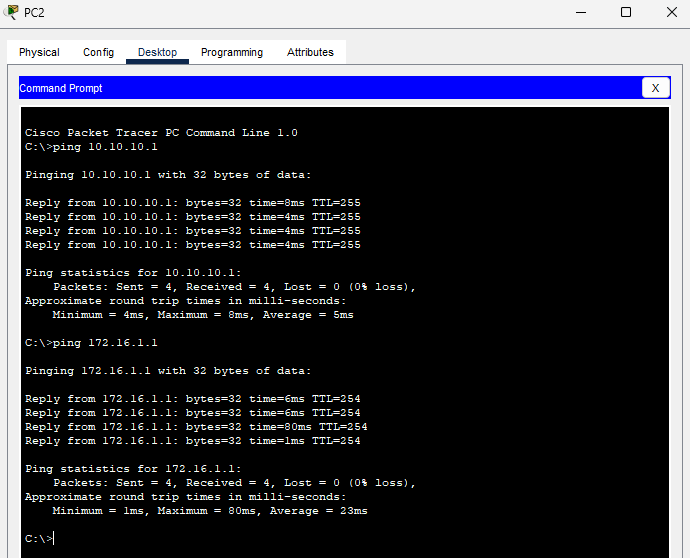 PC2
Physical Config Desktop Programming Attributes
Command Prompt
X
Cisco Packet Tracer PC Command Line 1.0
C:\>ping 10.10.10.1
Pinging 10.10.10.1 with 32 bytes of data:
Reply from 10.10.10.1: bytes=32 time=8ms TTL=255
Reply from 10.10.10.1: bytes=32 time=4ms TTL=255
Reply from 10.10.10.1: bytes=32 time=4ms TTL=255
Reply from 10.10.10.1: bytes=32 time=4ms TTL=255
Ping statistics for 10.10.10.1:
Packets: Sent = 4, Received = 4, Lost = 0 (0% loss),
Approximate round trip times in milli-seconds:
Minimum = 4ms, Maximum = 8ms, Average = 5ms
C:\>ping 172.16.1.1
Pinging 172.16.1.1 with 32 bytes of data:
Reply from 172.16.1.1: bytes=32 time=6ms TTL=254
Reply from 172.16.1.1: bytes=32 time=6ms TTL=254
Reply from 172.16.1.1: bytes=32 time=80ms TTL=254
Reply from 172.16.1.1: bytes=32 time=1ms TTL=254
Ping statistics for 172.16.1.1:
Packets: Sent = 4, Received = 4, Lost = 0 (0% loss),
Approximate round trip times in milli-seconds:
Minimum = 1ms, Maximum = 80ms, Average = 23ms
C:\>